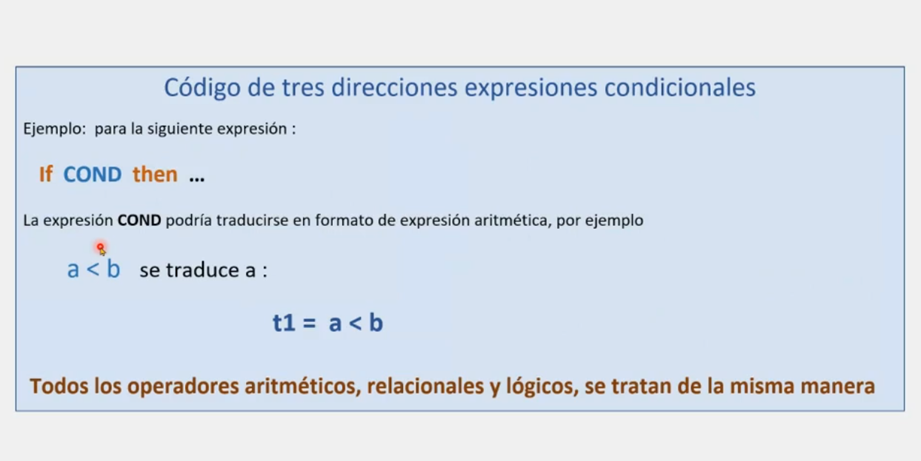 Código de tres direcciones expresiones condicionales
Ejemplo: para la siguiente expresión :
If COND then ...
La expresión COND podría traducirse en formato de expresión aritmética, por ejemplo
a < b se traduce a :
t1 = a < b
Todos los operadores aritméticos, relacionales y lógicos, se tratan de la misma manera